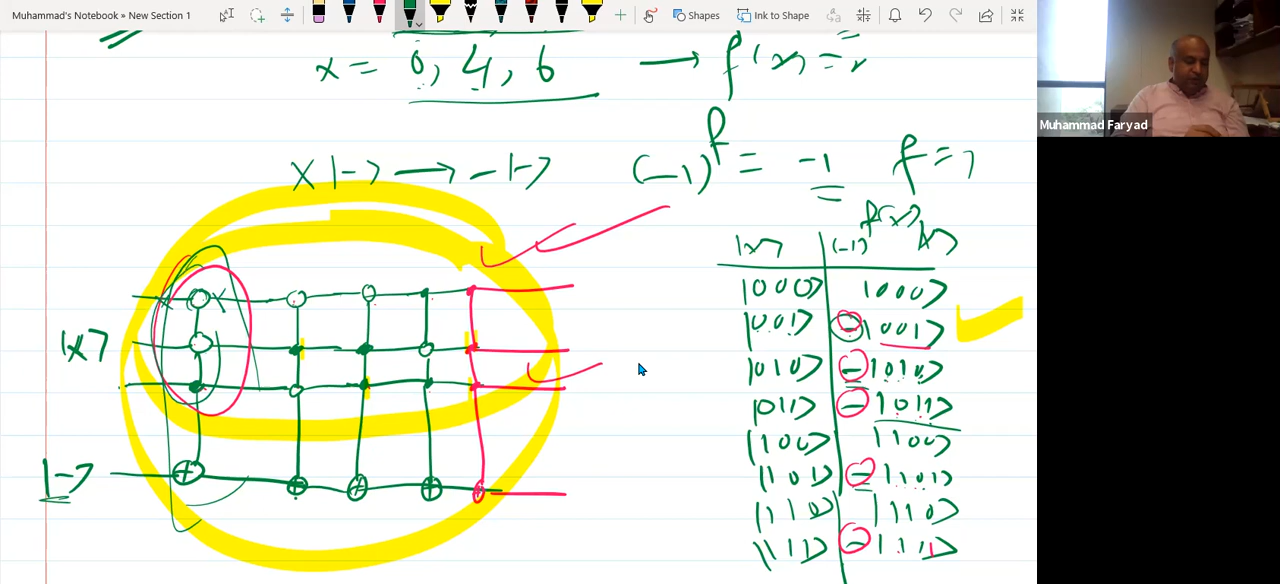 Muhammad's Notebook » New Section 1
Shapes
Ink to Shape
Muhammad Faryad
x = 0, 4, 6 → f(x) =
X|-> → -|->
(-1)^f = -1
f = 1
|x>
(-1)^f(x) |x>
|000> |000>
|001> -|001>
|010> -|010>
|011> -|011>
|100> |100>
|101> -|101>
|110> |110>
|111> -|111>
|x>
|->